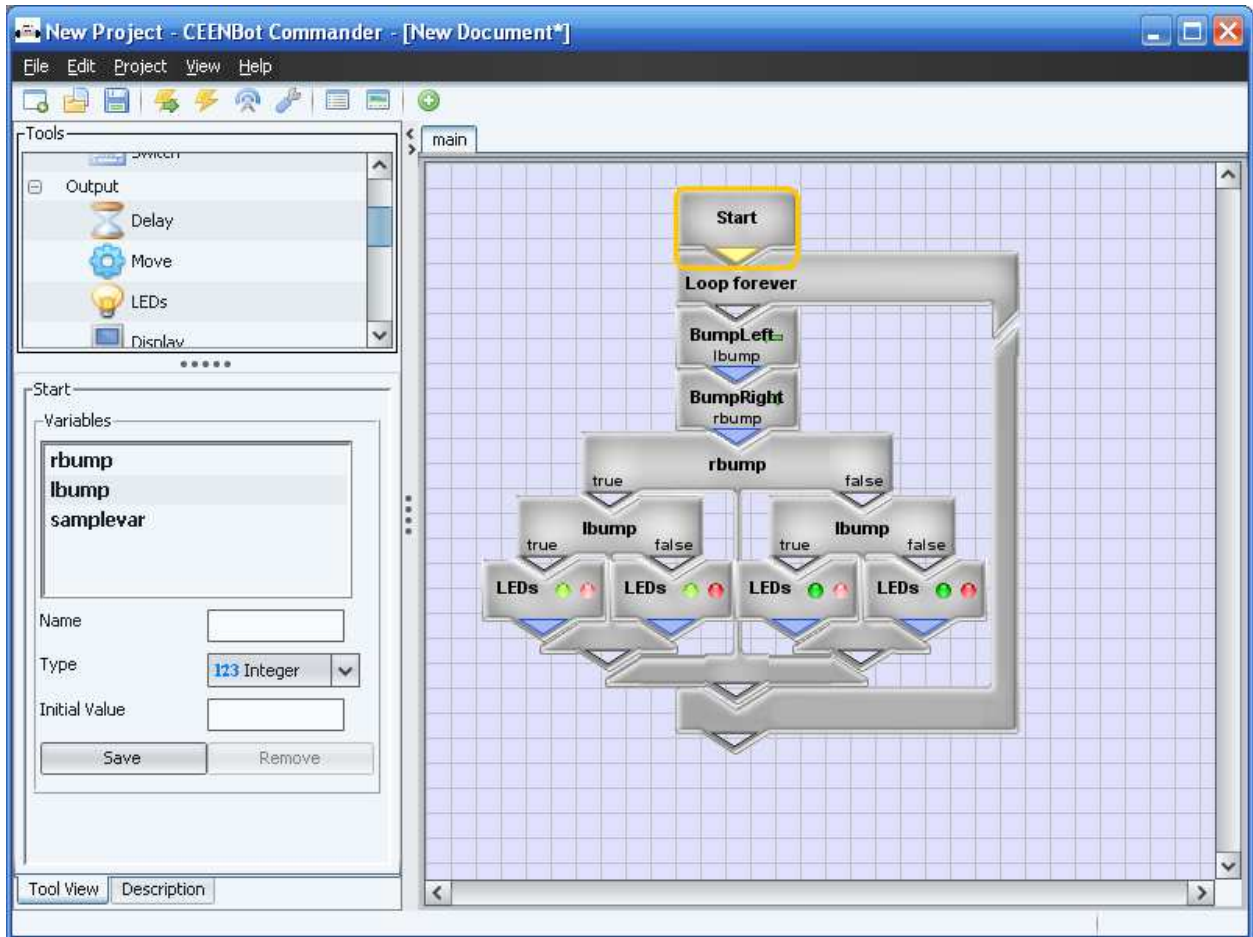 New Project - CEENBot Commander - [New Document*]
File Edit Project View Help
Tools
Switch
Output
Delay
Move
LEDs
Display
Start
Variables
rbump
lbump
samplevar
Name
Type
123 Integer
Initial Value
Save
Remove
Tool View
Description
main
Start
Loop forever
BumpLeft
lbump
BumpRight
rbump
rbump
true false
lbump
true false
lbump
true false
LEDs
LEDs
LEDs
LEDs